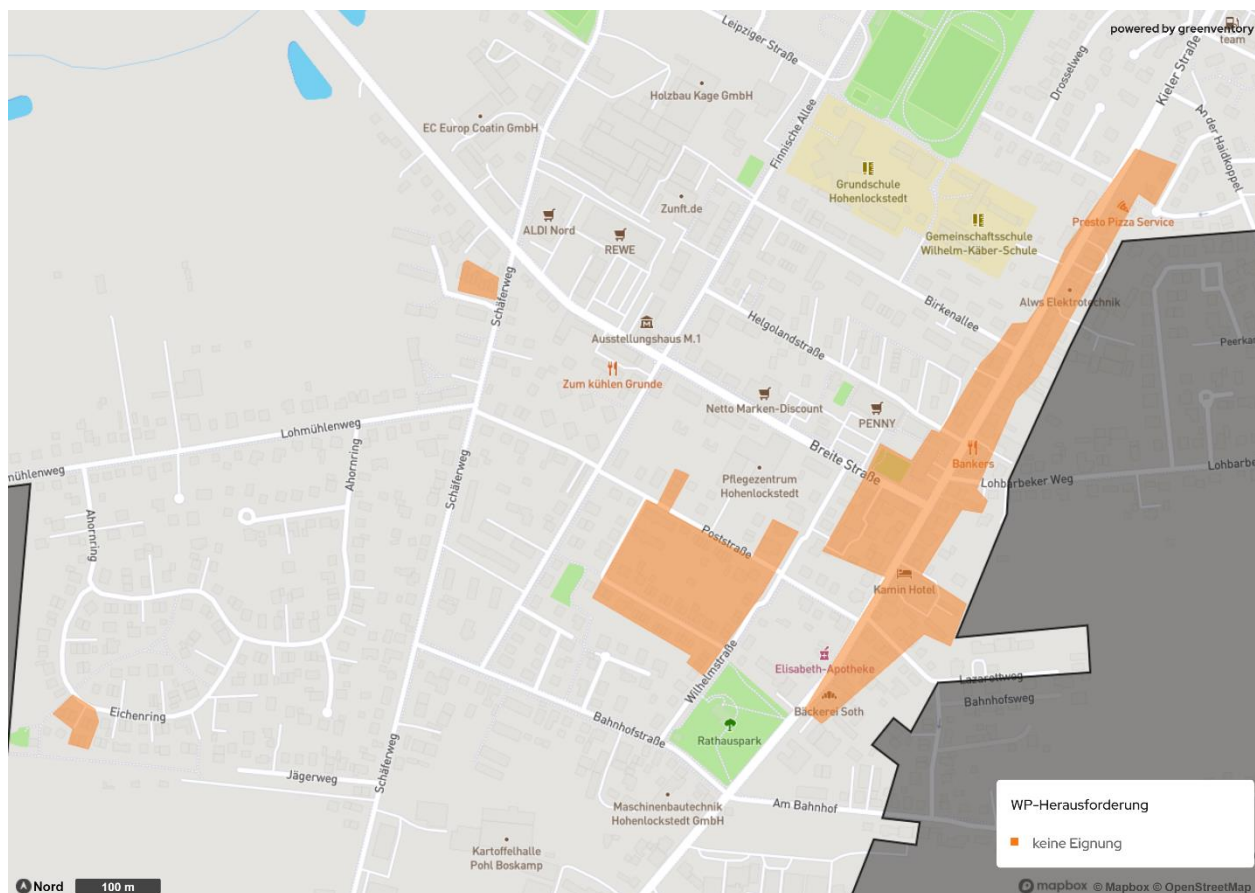 powered by greenventory
team
Leipziger Straße
Drosselweg
Kieler Straße
Holzbau Kage GmbH
EC Europ Coatin GmbH
Finnische Allee
An der Haidkoppel
Grundschule
Hohenlockstedt
Zunft.de
ALDI Nord
REWE
Presto Pizza Service
Gemeinschaftsschule
Wilhelm-Käber-Schule
Schäferweg
Alws Elektrotechnik
Birkenallee
Helgolandstraße
Ausstellungshaus M.1
Zum kühlen Grunde
Netto Marken-Discount
PENNY
Lohmühlenweg
Breite Straße
Bankers
Ahornring
Schäferweg
Pflegezentrum
Hohenlockstedt
Lohbarbeker Weg
Ahornring
Poststraße
Kamin Hotel
Wilhelmstraße
Elisabeth-Apotheke
Lazarettweg
Bahnhofsweg
Eichenring
Bäckerei Soth
Bahnhofstraße
Rathauspark
Jägerweg
Schäferweg
Maschinenbautechnik
Hohenlockstedt GmbH
Am Bahnhof
Kartoffelhalle
Pohl Boskamp
WP-Herausforderung
keine Eignung
Nord
100 m
mapbox © Mapbox © OpenStreetMap